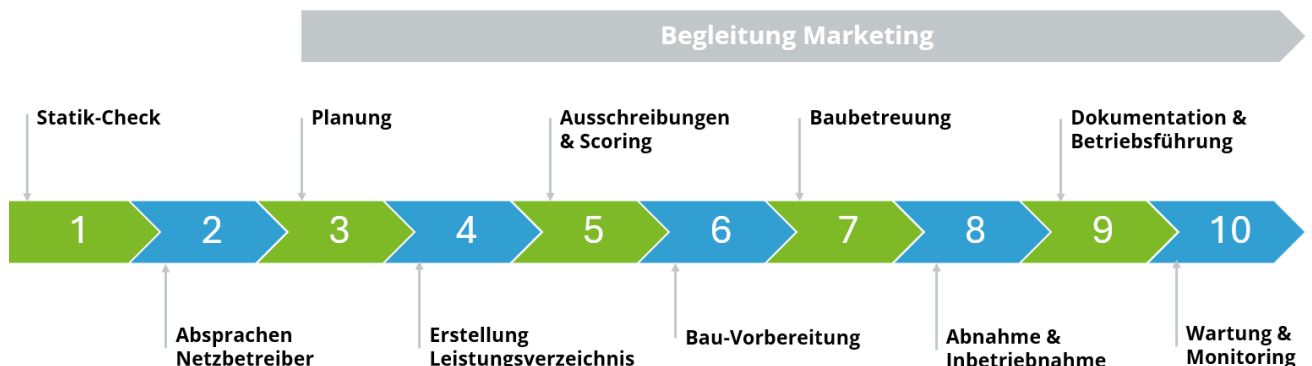 Begleitung Marketing
Statik-Check
Planung
Ausschreibungen
& Scoring
Baubetreuung
Dokumentation &
Betriebsführung
1
2
3
4
5
6
7
8
9
10
Absprachen
Netzbetreiber
Erstellung
Leistungsverzeichnis
Bau-Vorbereitung
Abnahme &
Inbetriebnahme
Wartung &
Monitoring